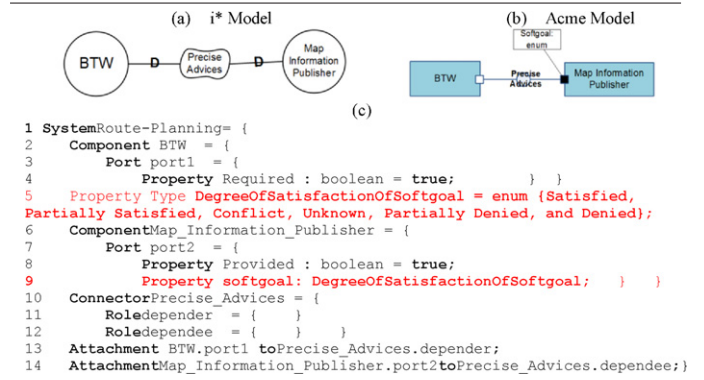 (a) i* Model
(b) Acme Model
BTW
D
Precise
Advices
D
Map
Information
Publisher
Softgoal:
enum
BTW
Precise
Advices
Map Information
Publisher
(c)
1 SystemRoute-Planning= {
2 Component BTW = {
3 Port port1 = {
4 Property Required : boolean = true; } }
5 Property Type DegreeOfSatisfactionOfSoftgoal = enum {Satisfied,
Partially Satisfied, Conflict, Unknown, Partially Denied, and Denied};
6 ComponentMap_Information_Publisher = {
7 Port port2 = {
8 Property Provided : boolean = true;
9 Property softgoal: DegreeOfSatisfactionOfSoftgoal; } }
10 ConnectorPrecise_Advices = {
11 Roledepender = { }
12 Roledependee = { } }
13 Attachment BTW.port1 toPrecise_Advices.depender;
14 AttachmentMap_Information_Publisher.port2toPrecise_Advices.dependee;}